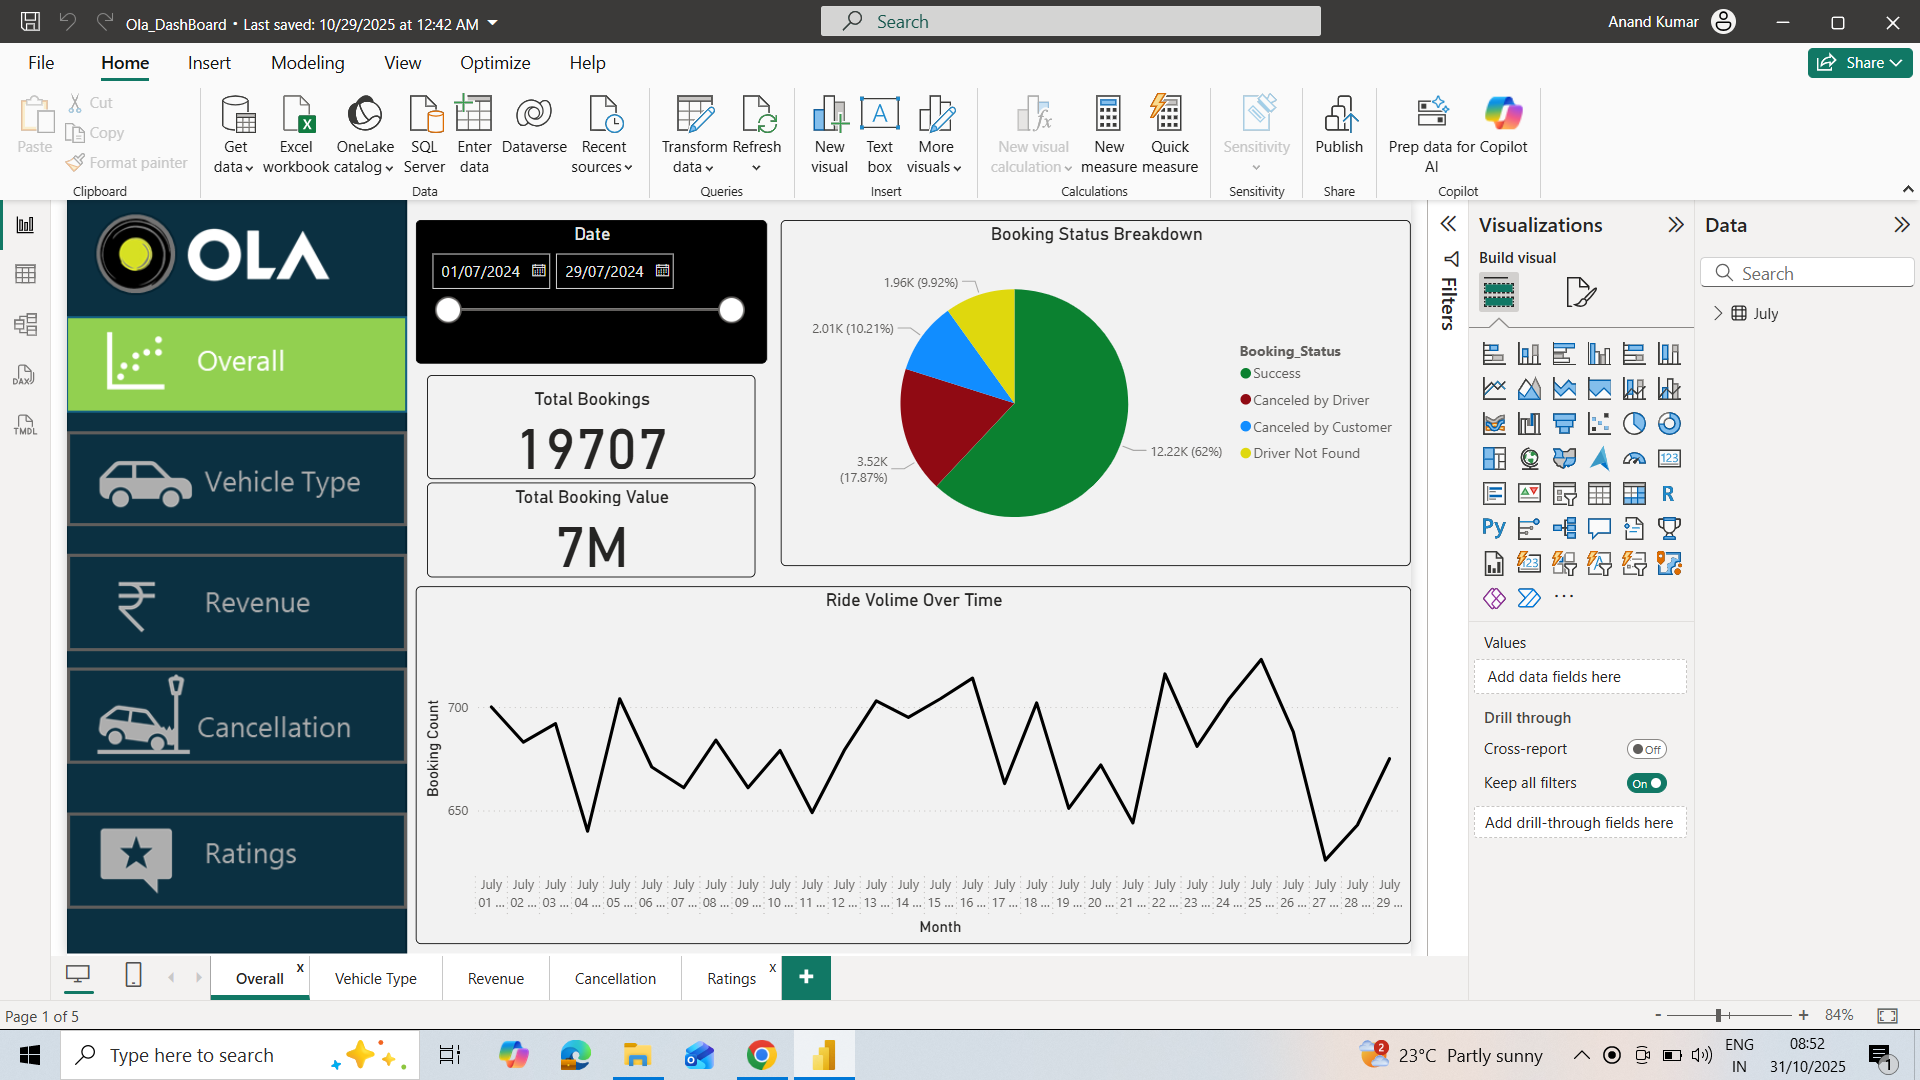 Ola_DashBoard • Last saved: 10/29/2025 at 12:42 AM
Search
Anand Kumar
File Home Insert Modeling View Optimize Help
Share
Paste
Cut
Copy
Format painter
Clipboard
Get data
Excel workbook
OneLake catalog
SQL Server
Enter data
Dataverse
Recent sources
Data
Transform data
Refresh
Queries
New visual
Text box
More visuals
Insert
New visual calculation
New measure
Quick measure
Calculations
Sensitivity
Sensitivity
Publish
Share
Prep data for AI
Copilot
Copilot
DAX
TMDL
OLA
Overall
Vehicle Type
Revenue
Cancellation
Ratings
Date
01/07/2024
29/07/2024
Total Bookings
19707
Total Booking Value
7M
Booking Status Breakdown
1.96K (9.92%)
2.01K (10.21%)
3.52K
(17.87%)
12.22K (62%)
Booking_Status
Success
Canceled by Driver
Canceled by Customer
Driver Not Found
Ride Volime Over Time
Booking Count
700
650
July July July July July July July July July July July July July July July July July July July July July July July July July July July July July
01 ... 02 ... 03 ... 04 ... 05 ... 06 ... 07 ... 08 ... 09 ... 10 ... 11 ... 12 ... 13 ... 14 ... 15 ... 16 ... 17 ... 18 ... 19 ... 20 ... 21 ... 22 ... 23 ... 24 ... 25 ... 26 ... 27 ... 28 ... 29 ...
Month
Filters
Visualizations
Build visual
123
R
Py
123
...
Values
Add data fields here
Drill through
Cross-report
Off
Keep all filters
On
Add drill-through fields here
Data
Search
July
Overall x
Vehicle Type
Revenue
Cancellation
Ratings x
+
Page 1 of 5
- + 84%
Type here to search
2
23°C Partly sunny
ENG
IN
08:52
31/10/2025
1